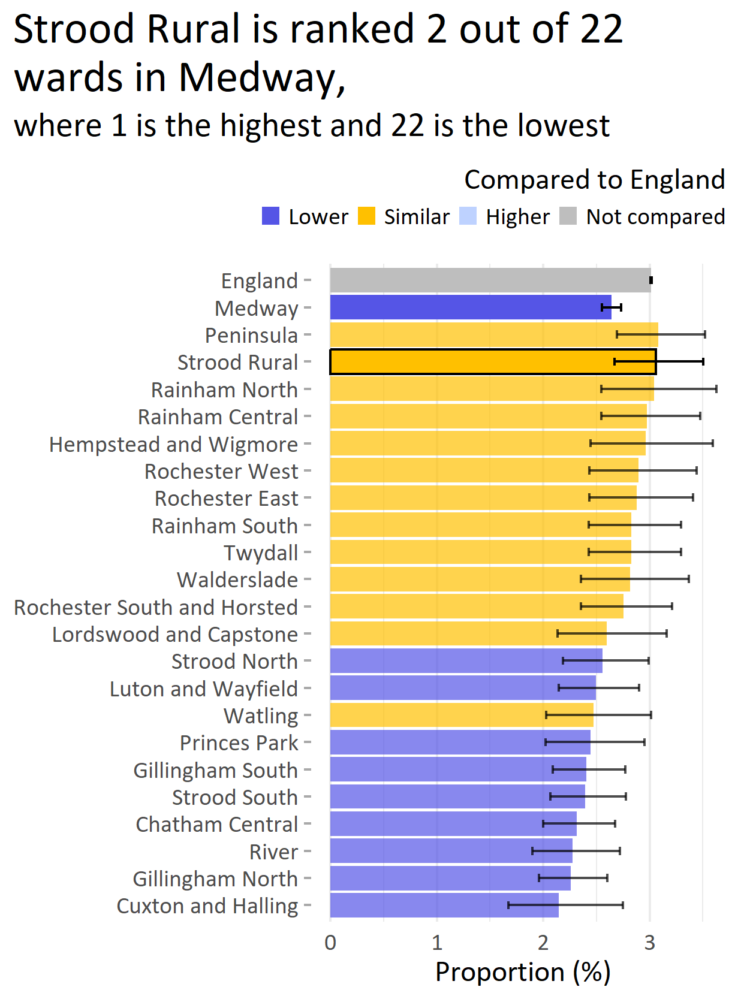 Strood Rural is ranked 2 out of 22
wards in Medway,
where 1 is the highest and 22 is the lowest
Compared to England
Lower Similar Higher Not compared
England
Medway
Peninsula
Strood Rural
Rainham North
Rainham Central
Hempstead and Wigmore
Rochester West
Rochester East
Rainham South
Twydall
Walderslade
Rochester South and Horsted
Lordswood and Capstone
Strood North
Luton and Wayfield
Watling
Princes Park
Gillingham South
Strood South
Chatham Central
River
Gillingham North
Cuxton and Halling
0 1 2 3
Proportion (%)